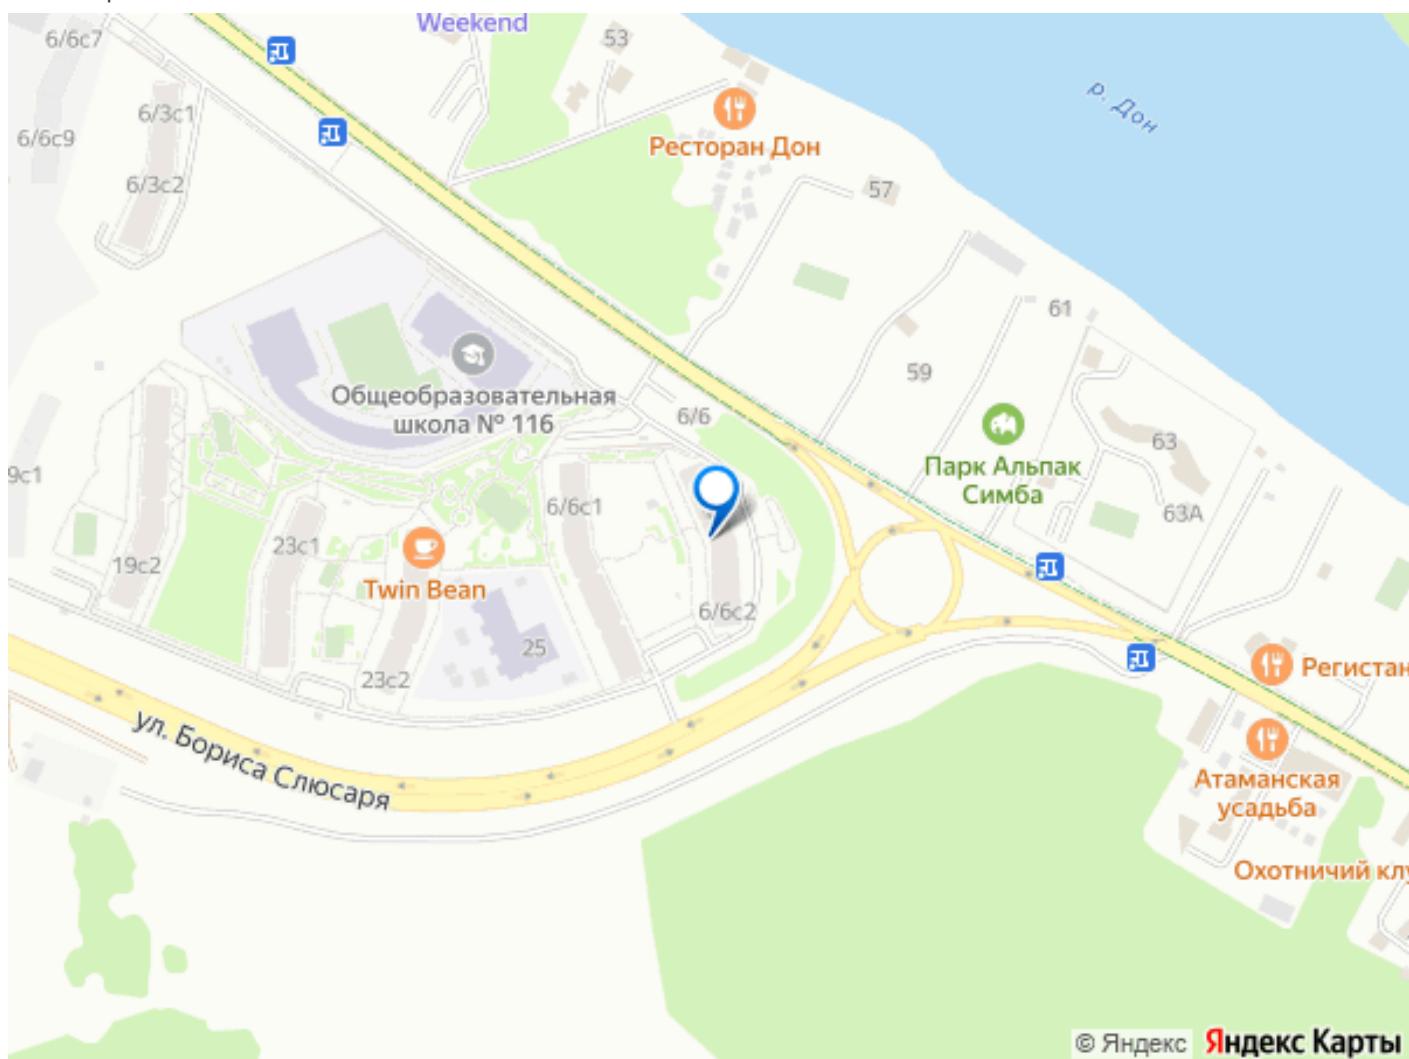 Weekend
6/6с7
53
р. Дон
6/3с1
6/6с9
Ресторан Дон
6/3с2
57
61
59
Общеобразовательная
школа № 116
6/6
63
Парк Альпак
Симба
9с1
6/6с1
63А
23с1
19с2
Twin Bean
6/6с2
25
23с2
Регистан
ул. Бориса Слюсаря
Атаманская
усадьба
Охотничий клу
© Яндекс Яндекс Карты